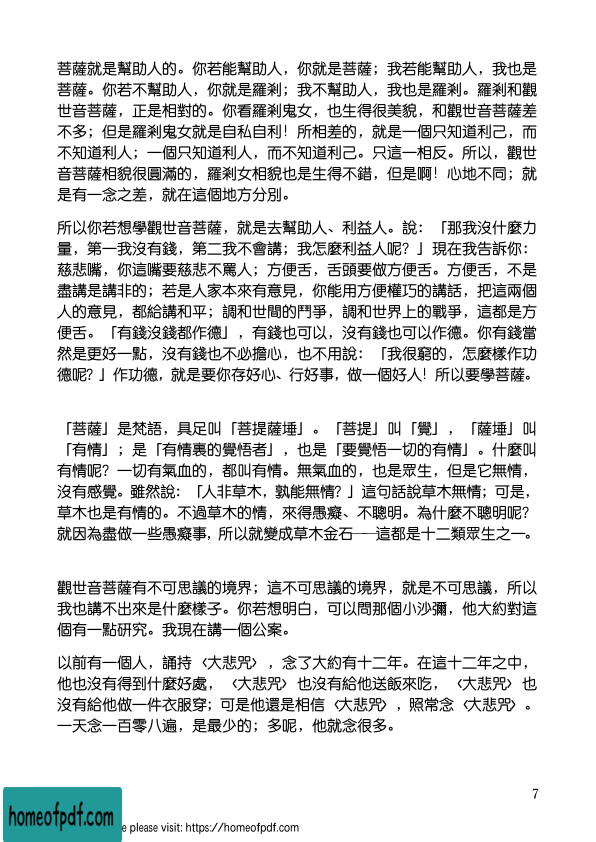 菩薩就是幫助人的。你若能幫助人，你就是菩薩；我若能幫助人，我也是
菩薩。你若不幫助人，你就是羅剎；我不幫助人，我也是羅剎。羅剎和觀
世音菩薩，正是相對的。你看羅剎鬼女，也生得很美貌，和觀世音菩薩差
不多；但是羅剎鬼女就是自私自利！所相差的，就是一個只知道利己，而
不知道利人；一個只知道利人，而不知道利己。只這一相反。所以，觀世
音菩薩相貌很圓滿的，羅剎女相貌也是生得不錯，但是啊！心地不同；就
是有一念之差，就在這個地方分別。
所以你若想學觀世音菩薩，就是去幫助人、利益人。說：「那我沒什麼力
量，第一我沒有錢，第二我不會講；我怎麼利益人呢？」現在我告訴你：
慈悲嘴，你這嘴要慈悲不罵人；方便舌，舌頭要做方便舌。方便舌，不是
盡講是講非的；若是人家本來有意見，你能用方便權巧的講話，把這兩個
人的意見，都給講和平；調和世間的鬥爭，調和世界上的戰爭，這都是方
便舌。「有錢沒錢都作德」，有錢也可以，沒有錢也可以作德。你有錢當
然是更好一點，沒有錢也不必擔心，也不用說：「我很窮的，怎麼樣作功
德呢？」作功德，就是要你存好心、行好事，做一個好人！所以要學菩薩。
「菩薩」是梵語，具足叫「菩提薩埵」。「菩提」叫「覺」，「薩埵」叫
「有情」；是「有情裏的覺悟者」，也是「要覺悟一切的有情」。什麼叫
有情呢？一切有氣血的，都叫有情。無氣血的，也是眾生，但是它無情，
沒有感覺。雖然說：「人非草木，孰能無情？」這句話說草木無情；可是，
草木也是有情的。不過草木的情，來得愚癡、不聰明。為什麼不聰明呢？
就因為盡做一些愚癡事，所以就變成草木金石──這都是十二類眾生之一。
觀世音菩薩有不可思議的境界；這不可思議的境界，就是不可思議，所以
我也講不出來是什麼樣子。你若想明白，可以問那個小沙彌，他大約對這
個有一點研究。我現在講一個公案。
以前有一個人，誦持〈大悲咒〉，念了大約有十二年。在這十二年之中，
他也沒有得到什麼好處，〈大悲咒〉也沒有給他送飯來吃，〈大悲咒〉也
沒有給他做一件衣服穿；可是他還是相信〈大悲咒〉，照常念〈大悲咒〉。
一天念一百零八遍，是最少的；多呢，他就念很多。
7
homeofpdf.com
e please visit: https://homeofpdf.com